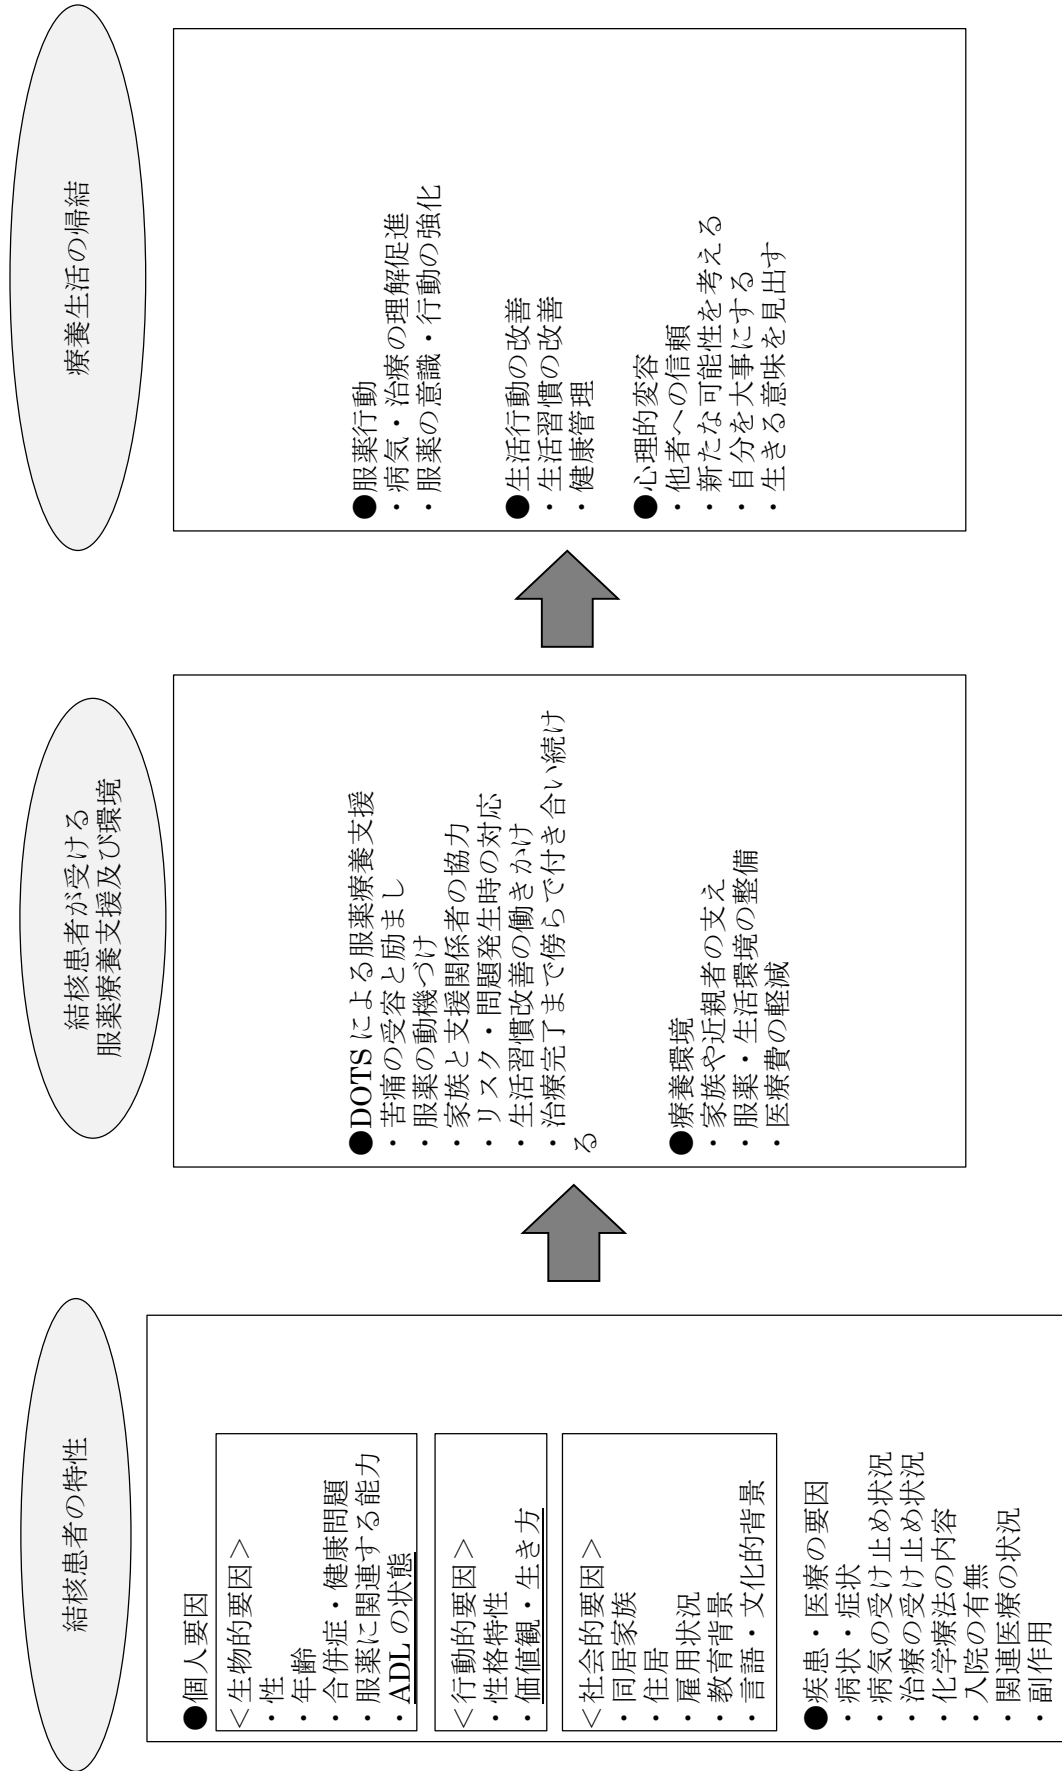 結核患者の特性
●個人要因
＜生物的要因＞
・性
・年齢
・合併症・健康問題
・服薬に関連する能力
・ADL の状態
＜行動的要因＞
・性格特性
・価値観・生き方
＜社会的要因＞
・同居家族
・住居
・雇用状況
・教育背景
・言語・文化的背景
●疾患・医療の要因
・病状・症状
・病気の受け止め状況
・治療の受け止め状況
・化学療法の内容
・入院の有無
・関連医療の状況
・副作用
結核患者が受ける
服薬療養支援及び環境
●DOTS による服薬療養支援
・苦痛の受容と励まし
・服薬の動機づけ
・家族と支援関係者の協力
・リスク・問題発生時の対応
・生活習慣改善の働きかけ
・治療完了まで傍らで付き合い続け
る
●療養環境
・家族や近親者の支え
・服薬・生活環境の整備
・医療費の軽減
療養生活の帰結
●服薬行動
・病気・治療の理解促進
・服薬の意識・行動の強化
●生活行動の改善
・生活習慣の改善
・健康管理
●心理的変容
・他者への信頼
・新たな可能性を考える
・自分を大事にする
・生きる意味を見出す